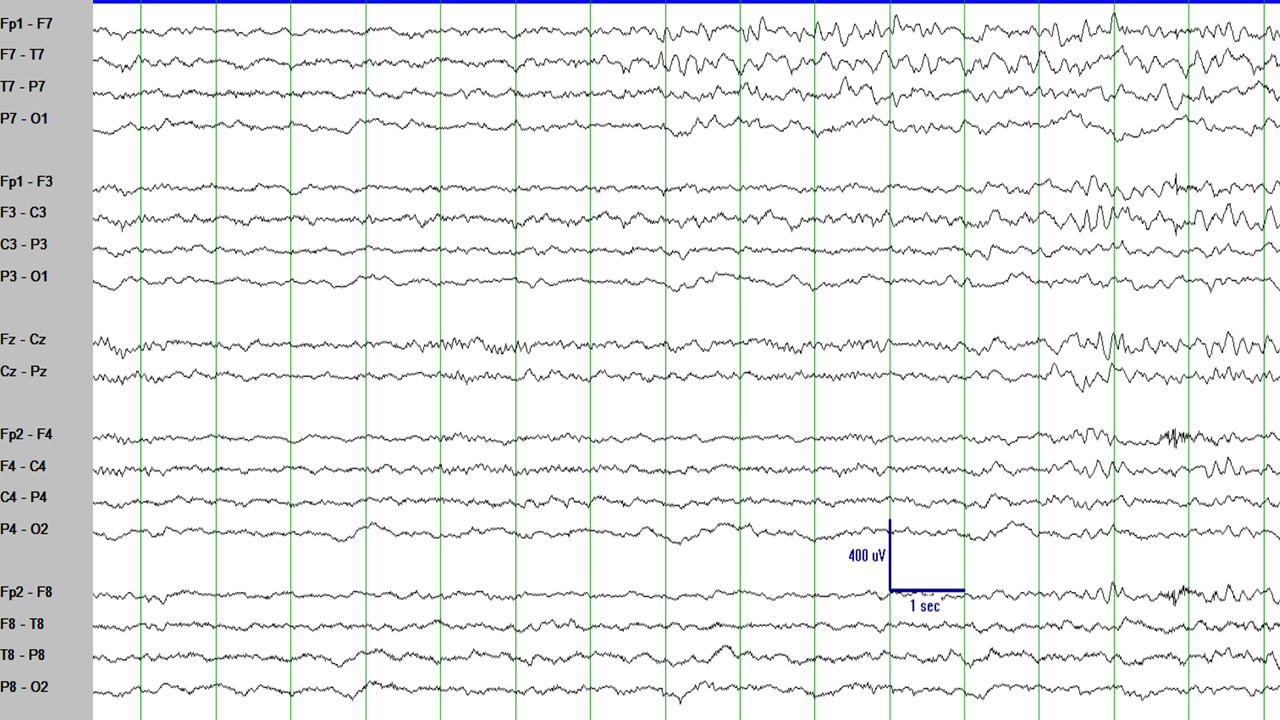 Fp1 - F7
F7 - T7
T7 - P7
P7 - O1
Fp1 - F3
F3 - C3
C3 - P3
P3 - O1
Fz - Cz
Cz - Pz
Fp2 - F4
F4 - C4
C4 - P4
P4 - O2
400 uV
Fp2 - F8
1 sec
F8 - T8
T8 - P8
P8 - O2